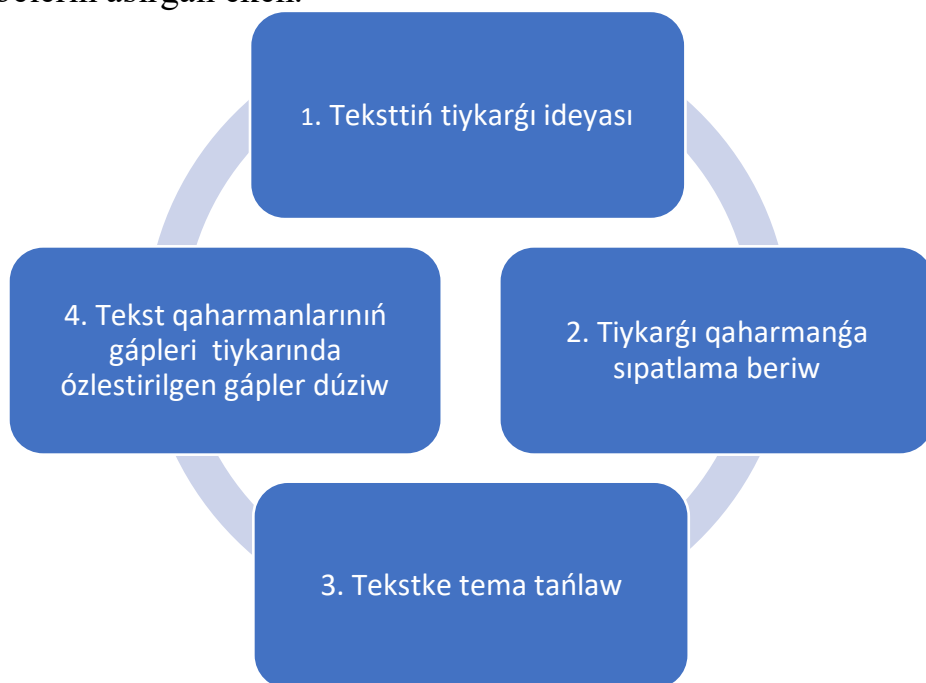 1. Teksttiń tiykarǵı ideyası
2. Tiykarǵı qaharmanǵa
sıpatlama beriw
3. Tekstke tema tańlaw
4. Tekst qaharmanlarınıń
gápleri tiykarında
ózlestirilgen gápler dúziw